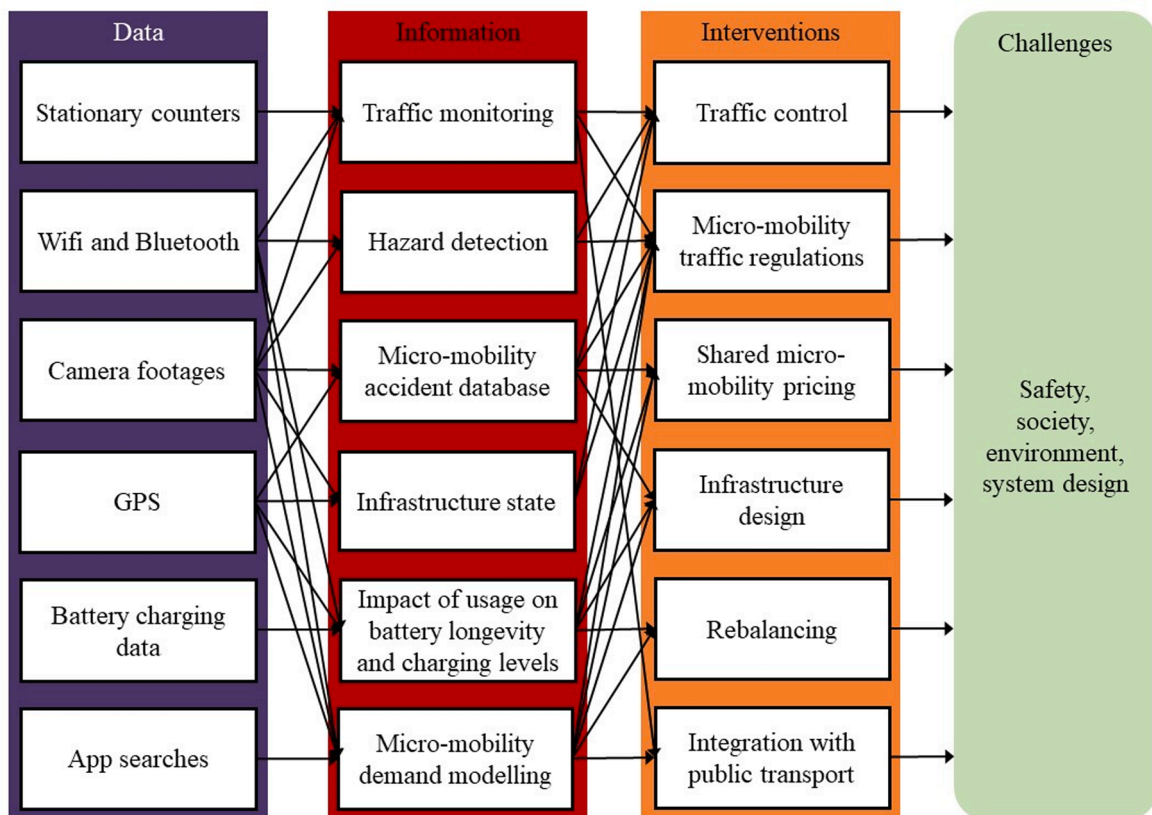 Data
Stationary counters
Wifi and Bluetooth
Camera footages
GPS
Battery charging
data
App searches
Information
Traffic monitoring
Hazard detection
Micro-mobility
accident database
Infrastructure state
Impact of usage on
battery longevity
and charging levels
Micro-mobility
demand modelling
Interventions
Traffic control
Micro-mobility
traffic regulations
Shared micro-
mobility pricing
Infrastructure
design
Rebalancing
Integration with
public transport
Challenges
Safety,
society,
environment,
system design